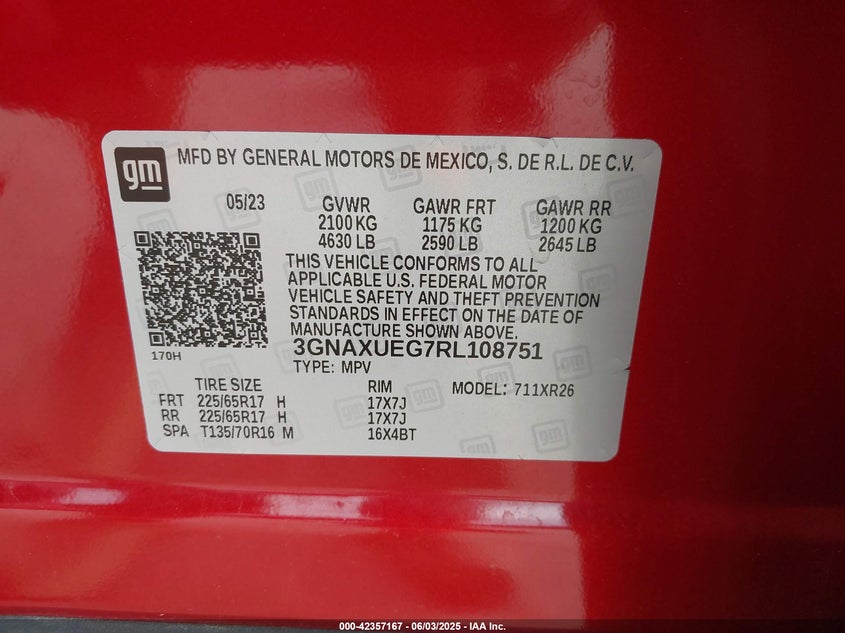 gm
MFD BY GENERAL MOTORS DE MEXICO, S. DE R.L. DE C.V.
05/23 GVWR GAWR FRT GAWR RR
2100 KG 1175 KG 1200 KG
4630 LB 2590 LB 2645 LB
THIS VEHICLE CONFORMS TO ALL
APPLICABLE U.S. FEDERAL MOTOR
VEHICLE SAFETY AND THEFT PREVENTION
STANDARDS IN EFFECT ON THE DATE OF
MANUFACTURE SHOWN ABOVE.
170H
3GNAXUEG7RL108751
TYPE: MPV
TIRE SIZE RIM MODEL: 711XR26
FRT 225/65R17 H 17X7J
RR 225/65R17 H 17X7J
SPA T135/70R16 M 16X4BT
000-42357167 - 06/03/2025 - IAA Inc.